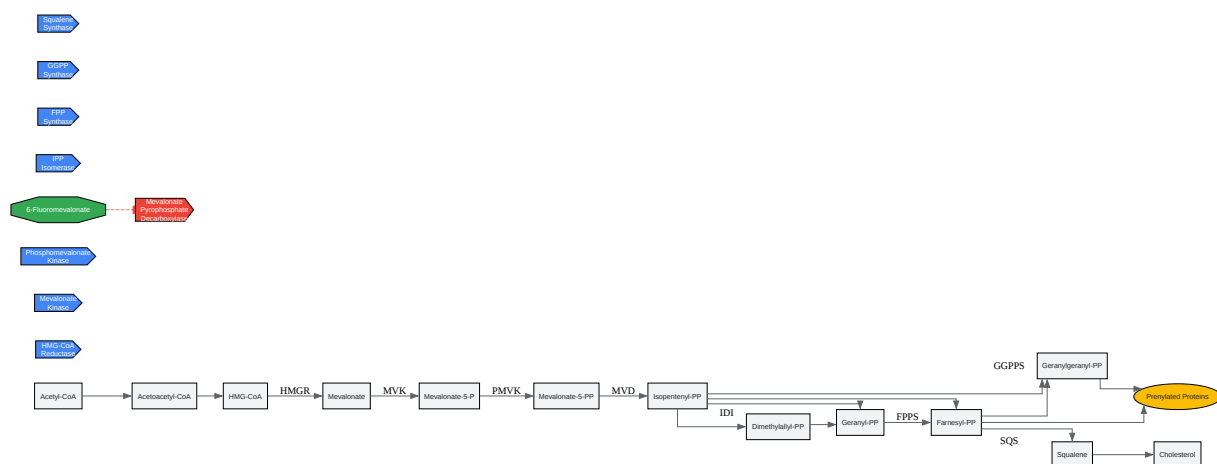 Squalene
Synthase
GGPP
Synthase
FPP
Synthase
IPP
Isomerase
6-Fluoromevalonate
Mevalonate
Pyrophosphate
Decarboxylase
Phosphomevalonate
Kinase
Mevalonate
Kinase
HMG-CoA
Reductase
Acetyl-CoA
Acetoacetyl-CoA
HMG-CoA
HMGR
Mevalonate
MVK
Mevalonate-5-P
PMVK
Mevalonate-5-PP
MVD
Isopentenyl-PP
IDI
Dimethylallyl-PP
Geranyl-PP
FPPS
Farnesyl-PP
GGPPS
Geranylgeranyl-PP
Prenylated Proteins
SQS
Squalene
Cholesterol